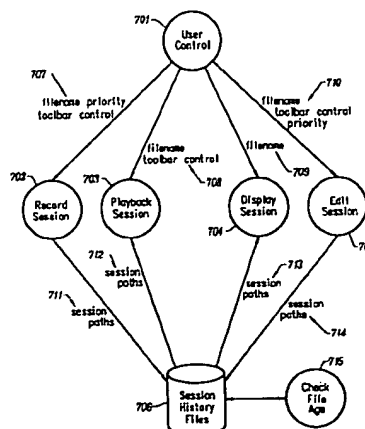 701
User
Control
707
filename priority
toolbar control
710
filename
toolbar control
priority
filename
toolbar control
708
filename
709
702
Record
Session
703
Playback
Session
Display
Session
704
Edit
Session
712
session
paths
711
session
paths
session
paths
713
session
paths
714
715
Check
File
Age
706
Session
History
Files